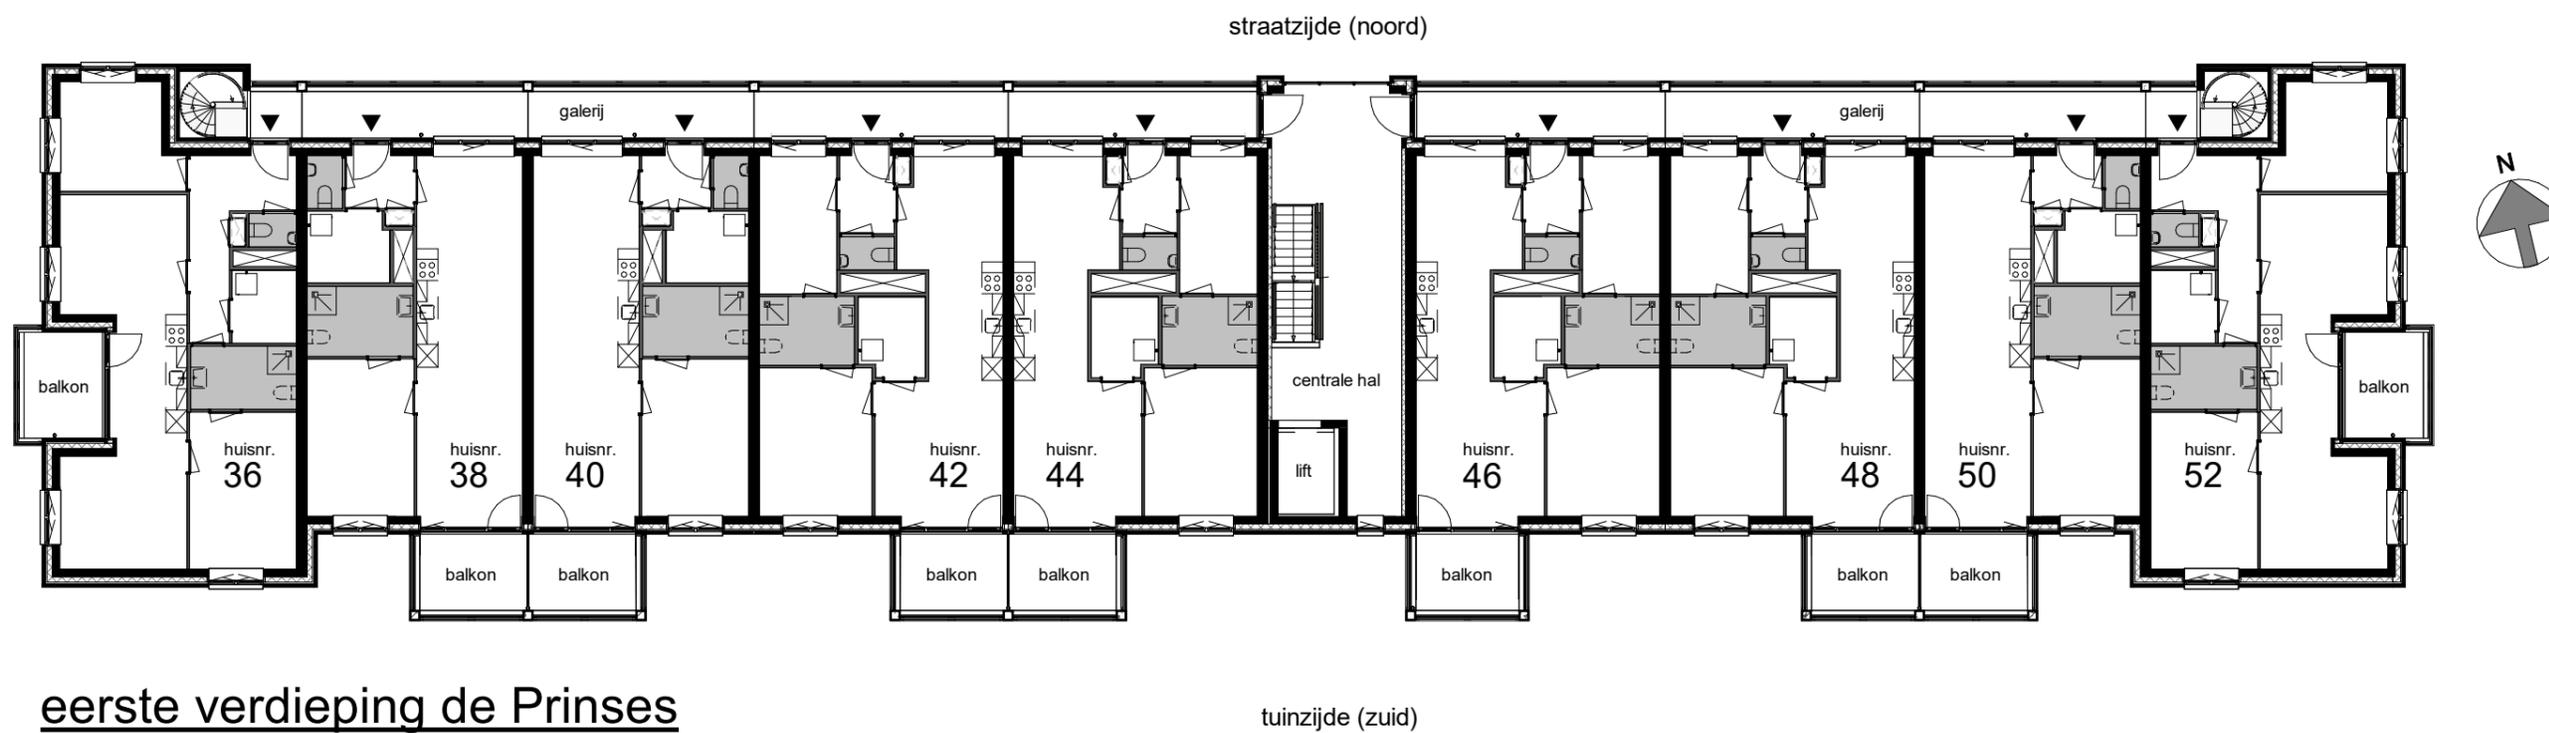 straatzijde (noord)
galerij
galerij
N
centrale hal
balkon
balkon
huisnr.
36
huisnr.
38
huisnr.
40
huisnr.
42
huisnr.
44
lift
huisnr.
46
huisnr.
48
huisnr.
50
huisnr.
52
balkon
balkon
balkon
balkon
balkon
balkon
balkon
eerste verdieping de Prinses
tuinzijde (zuid)